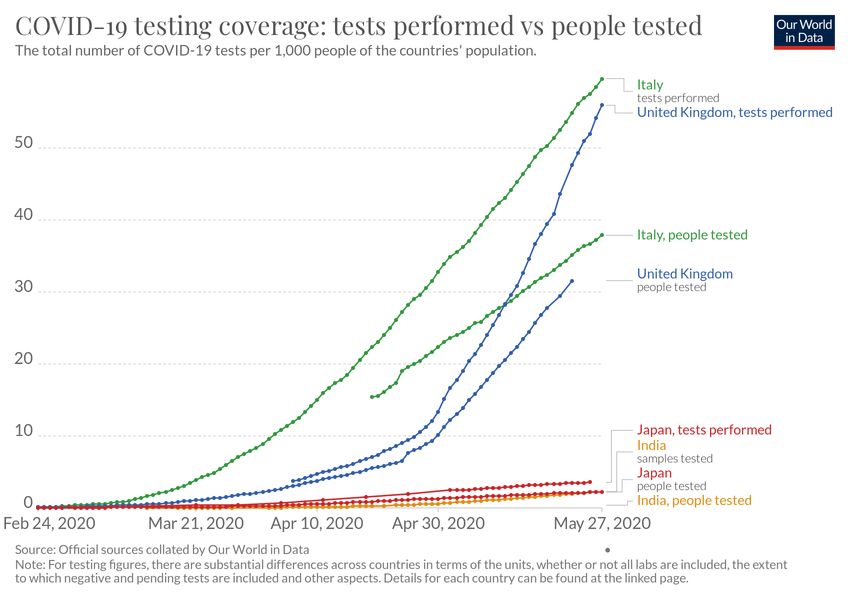 COVID-19 testing coverage: tests performed vs people tested
Our World
in Data
The total number of COVID-19 tests per 1,000 people of the countries' population.
Italy
tests performed
United Kingdom, tests performed
50
40
Italy, people tested
United Kingdom
people tested
30
20
10
Japan, tests performed
India
samples tested
Japan
people tested
India, people tested
0
Feb 24, 2020
Mar 21, 2020
Apr 10, 2020
Apr 30, 2020
May 27, 2020
Source: Official sources collated by Our World in Data
Note: For testing figures, there are substantial differences across countries in terms of the units, whether or not all labs are included, the extent
to which negative and pending tests are included and other aspects. Details for each country can be found at the linked page.